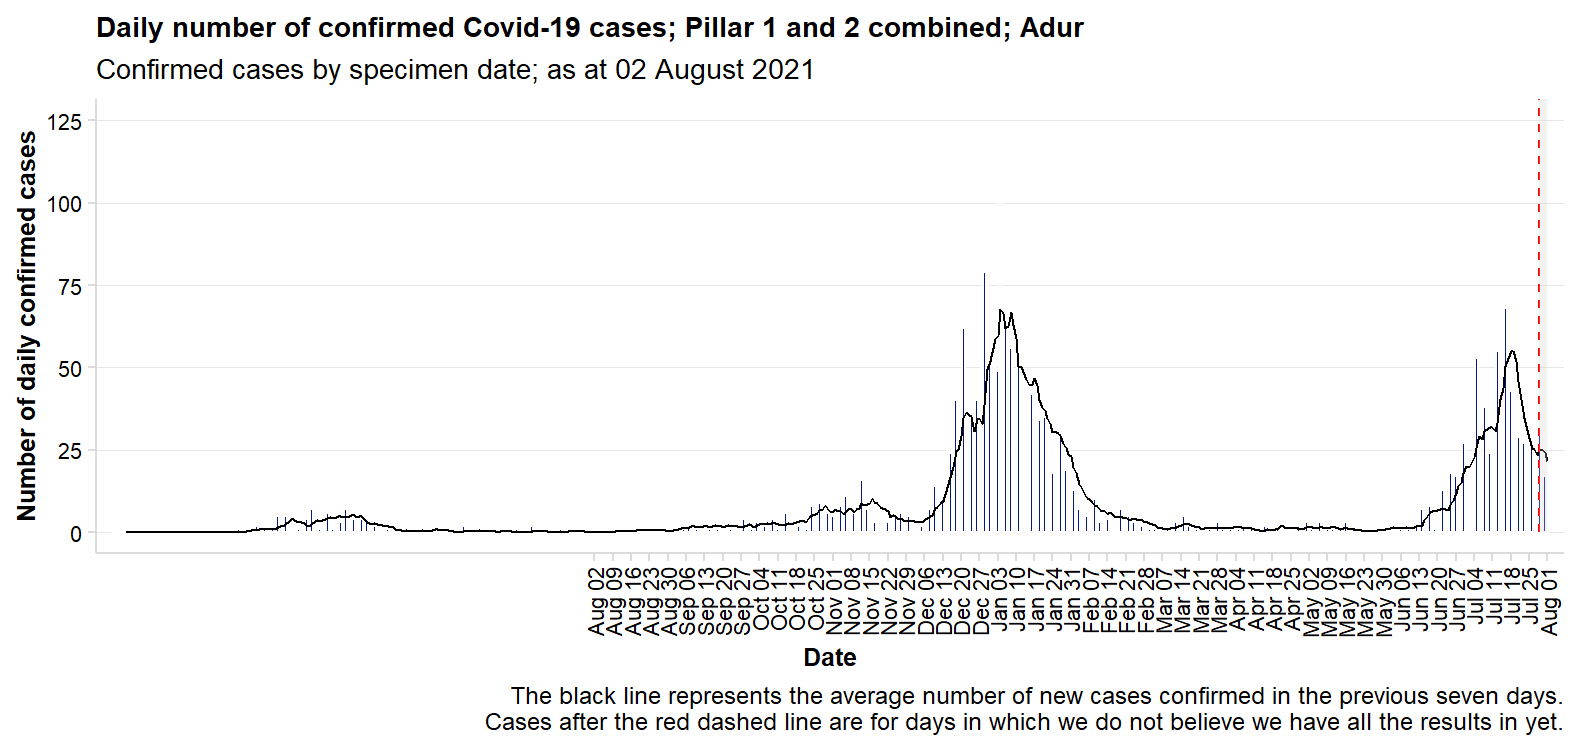 Daily number of confirmed Covid-19 cases; Pillar 1 and 2 combined; Adur
Confirmed cases by specimen date; as at 02 August 2021
Number of daily confirmed cases
125
100
75
50
25
0
Aug 02
Aug 09
Aug 16
Aug 23
Aug 30
Sep 06
Sep 13
Sep 20
Sep 27
Oct 04
Oct 11
Oct 18
Oct 25
Nov 01
Nov 08
Nov 15
Nov 22
Nov 29
Dec 06
Dec 13
Dec 20
Dec 27
Jan 03
Jan 10
Jan 17
Jan 24
Jan 31
Feb 07
Feb 14
Feb 21
Feb 28
Mar 07
Mar 14
Mar 21
Mar 28
Apr 04
Apr 11
Apr 18
Apr 25
May 02
May 09
May 16
May 23
May 30
Jun 06
Jun 13
Jun 20
Jun 27
Jul 04
Jul 11
Jul 18
Jul 25
Aug 01
Date
The black line represents the average number of new cases confirmed in the previous seven days.
Cases after the red dashed line are for days in which we do not believe we have all the results in yet.